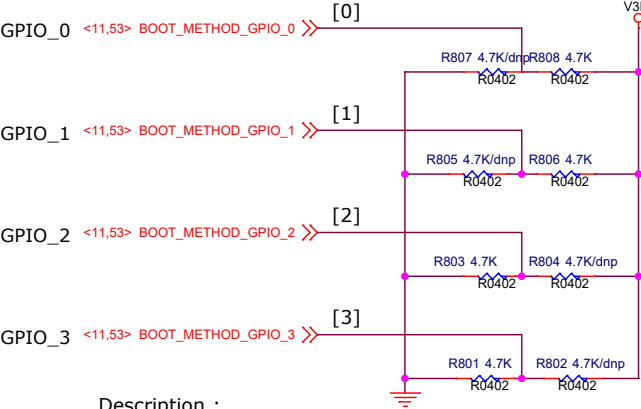 V3
[0]
GPIO_0 <11,53> BOOT_METHOD_GPIO_0
R807 4.7K/dnp R808 4.7K
R0402 R0402
[1]
GPIO_1 <11,53> BOOT_METHOD_GPIO_1
R805 4.7K/dnp R806 4.7K
R0402 R0402
[2]
GPIO_2 <11,53> BOOT_METHOD_GPIO_2
R803 4.7K R804 4.7K/dnp
R0402 R0402
[3]
GPIO_3 <11,53> BOOT_METHOD_GPIO_3
R801 4.7K R802 4.7K/dnp
R0402 R0402
Description :